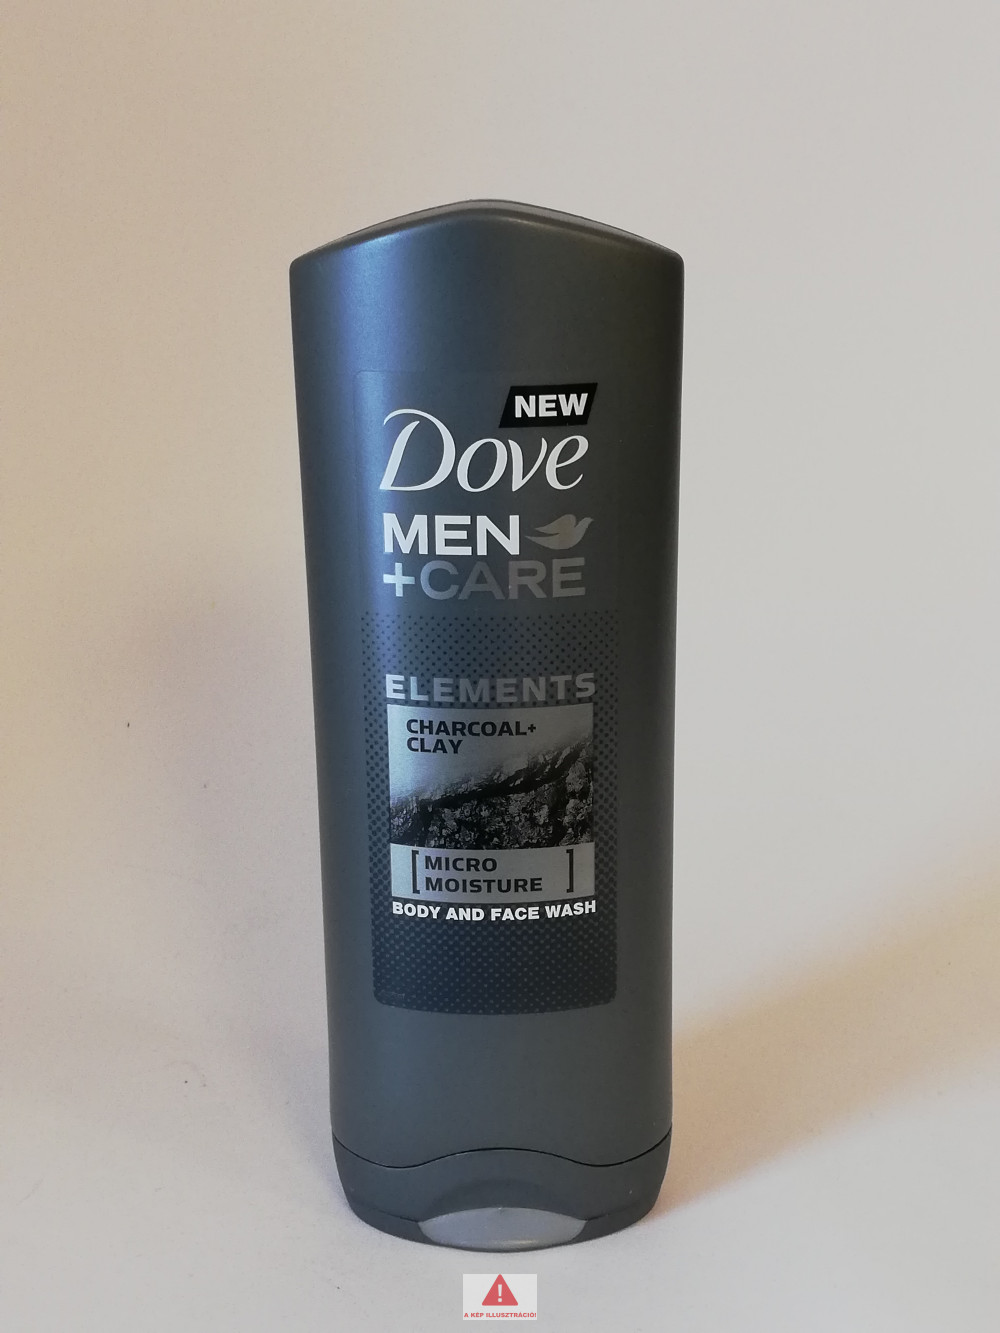 NEW
Dove
MEN
+CARE
ELEMENTS
CHARCOAL+
CLAY
[MICRO
MOISTURE]
BODY AND FACE WASH
!
A KÉP ILLUSZTRÁCIÓ!